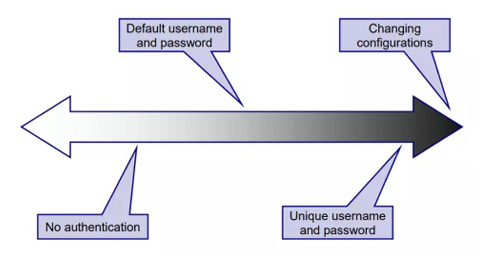 Default username
and password
Changing
configurations
No authentication
Unique username
and password